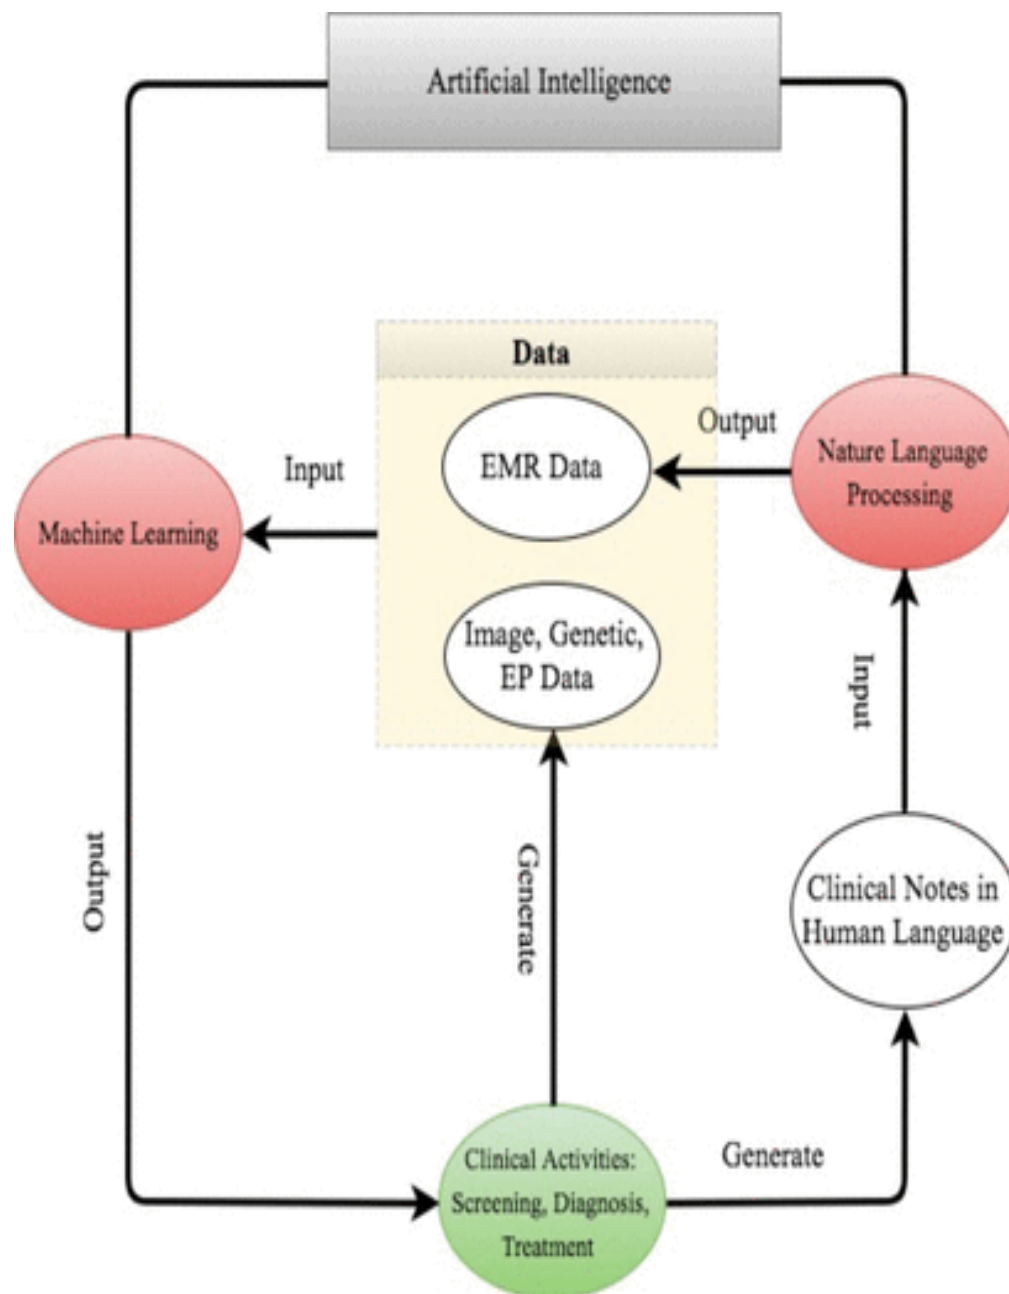 Artificial Intelligence
Data
Output
EMR Data
Nature Language
Processing
Input
Machine Learning
Image, Genetic,
EP Data
Input
Output
Generate
Clinical Notes in
Human Language
Generate
Clinical Activities:
Screening, Diagnosis,
Treatment